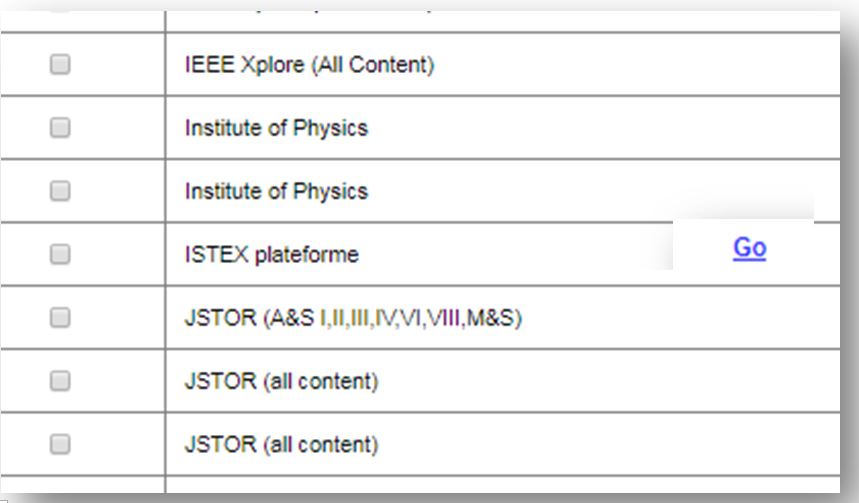 IEEE Xplore (All Content)
Institute of Physics
Institute of Physics
ISTEX plateforme
Go
JSTOR (A&S I,II,III,IV,VI,VIII,M&S)
JSTOR (all content)
JSTOR (all content)